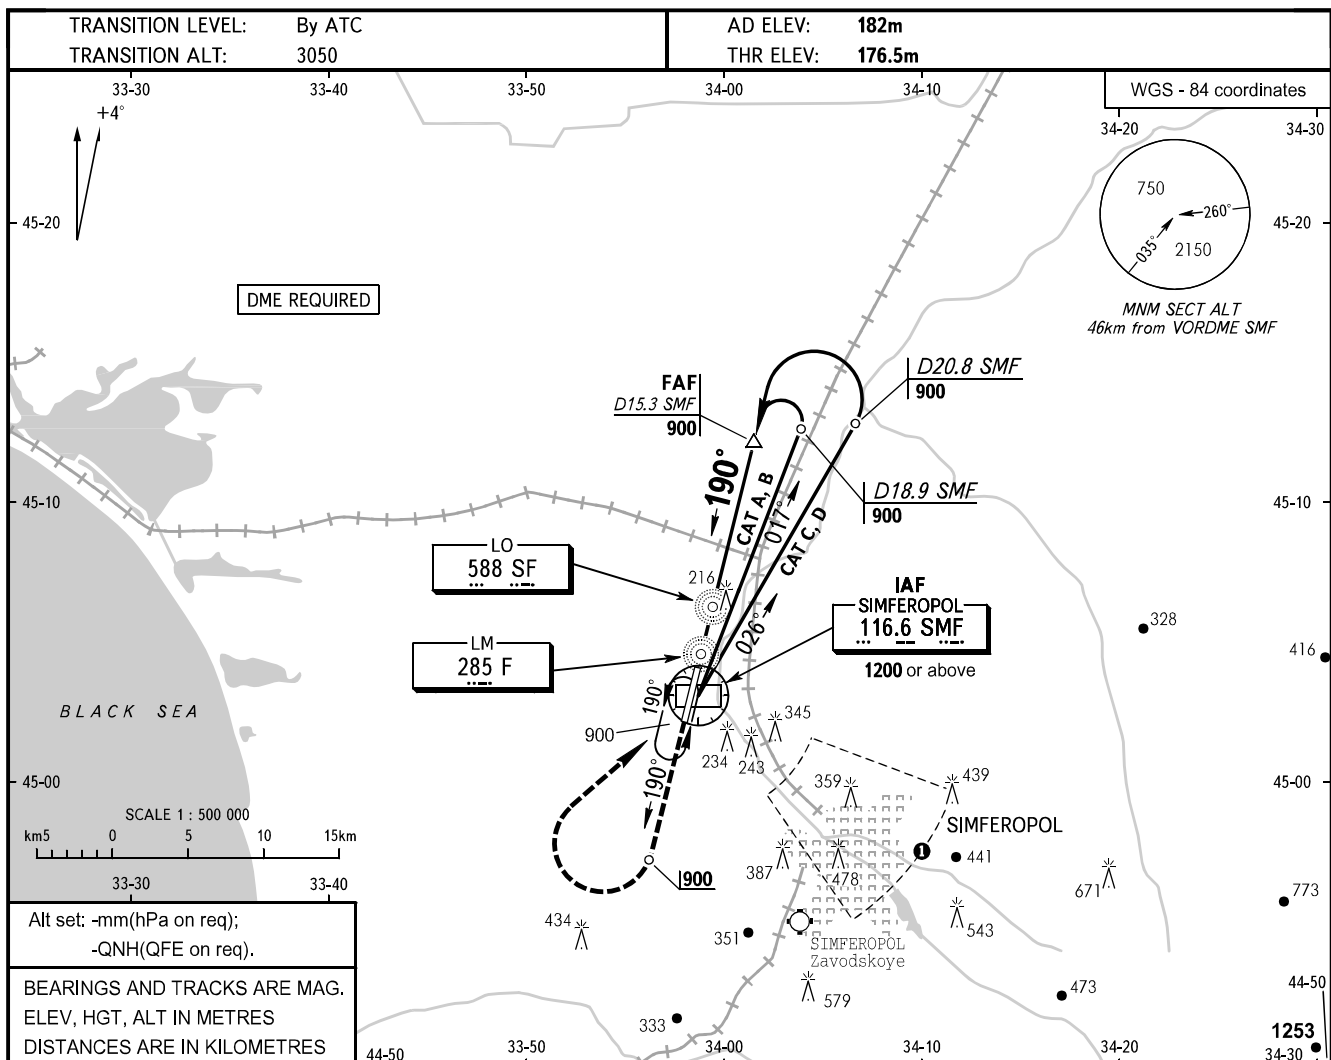 TRANSITION LEVEL: By ATC
TRANSITION ALT: 3050
AD ELEV: 182m
THR ELEV: 176.5m
33-30 33-40 33-50 34-00 34-10
WGS - 84 coordinates
34-20 34-30
+4°
45-20
45-20
750
260°
035°
2150
MNM SECT ALT
46km from VORDME SMF
DME REQUIRED
FAF
D15.3 SMF
900
D20.8 SMF
900
D18.9 SMF
900
190°
CAT A, B
017°
CAT C, D
026°
45-10
45-10
LO
588 SF
216
LM
285 F
IAF
SIMFEROPOL
116.6 SMF
1200 or above
328
416
BLACK SEA
190°
900
190°
345
234
243
45-00
45-00
359
439
SCALE 1 : 500 000
km5 0 5 10 15km
SIMFEROPOL
1
441
387
478
671
773
900
33-30 33-40
434
351
543
SIMFEROPOL
Zavodskoye
579
473
44-50
333
1253
Alt set: -mm(hPa on req);
-QNH(QFE on req).
BEARINGS AND TRACKS ARE MAG.
ELEV, HGT, ALT IN METRES
DISTANCES ARE IN KILOMETRES
44-50 33-50 34-00 34-10 34-20 34-30